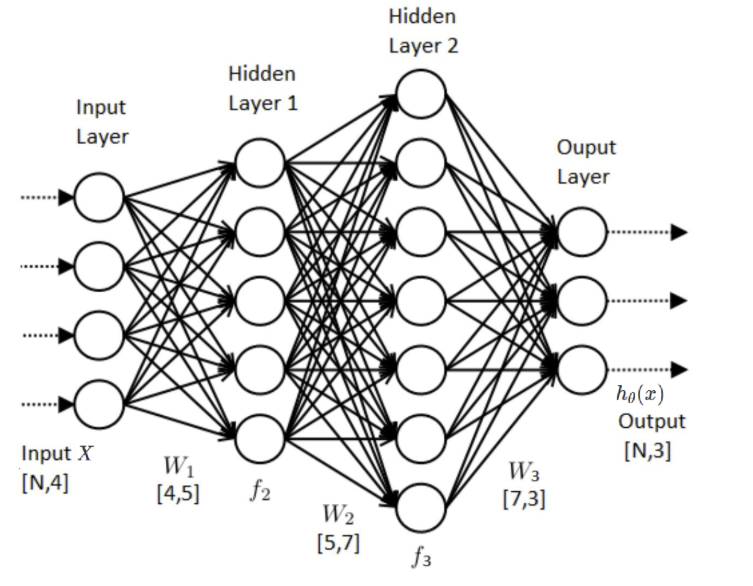 Hidden
Layer 2
Hidden
Layer 1
Input
Layer
Ouput
Layer
h_θ(x)
Output
[N,3]
Input X
[N,4]
W₁
[4,5]
f₂
W₂
[5,7]
f₃
W₃
[7,3]